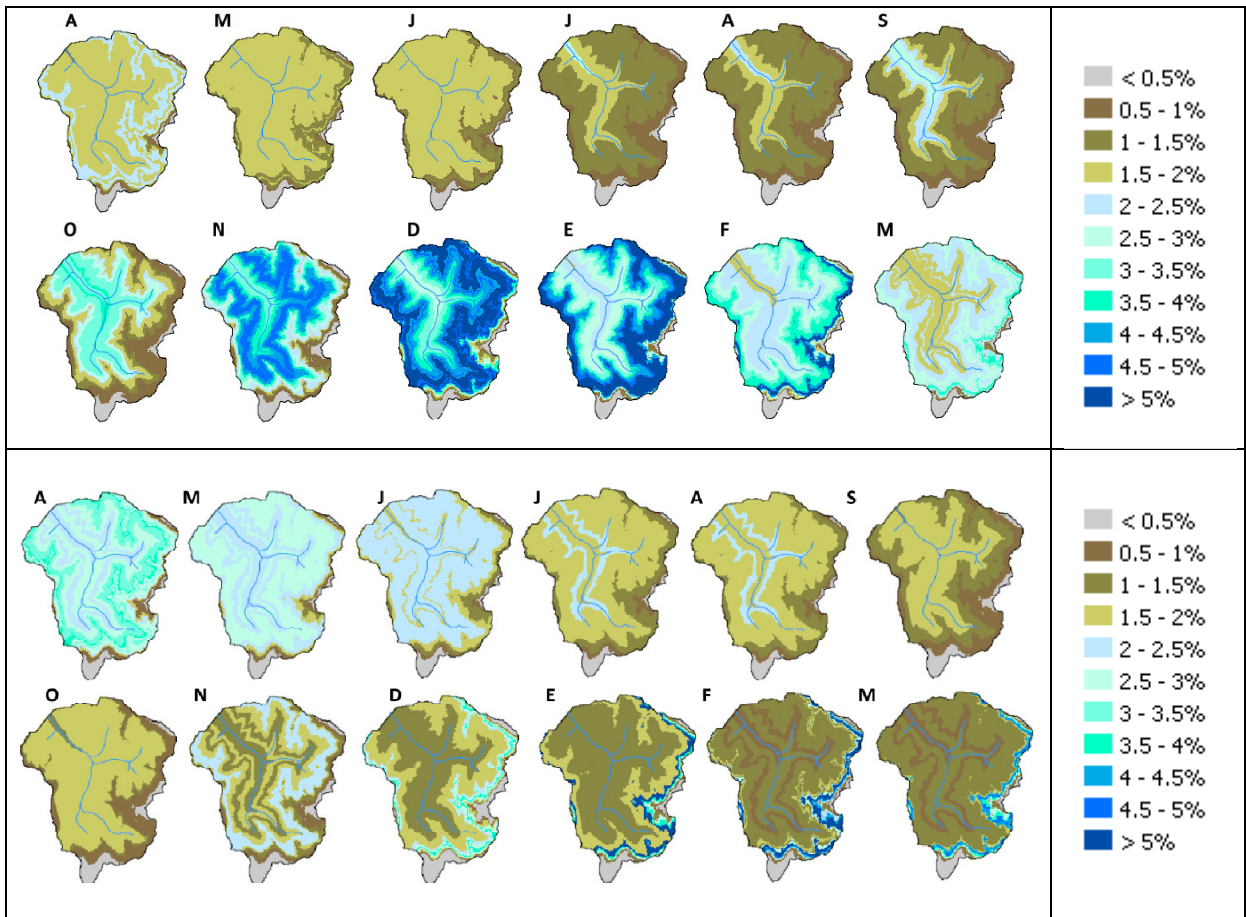 A M J J A S
O N D E F M
< 0.5%
0.5 - 1%
1 - 1.5%
1.5 - 2%
2 - 2.5%
2.5 - 3%
3 - 3.5%
3.5 - 4%
4 - 4.5%
4.5 - 5%
> 5%
A M J J A S
O N D E F M
< 0.5%
0.5 - 1%
1 - 1.5%
1.5 - 2%
2 - 2.5%
2.5 - 3%
3 - 3.5%
3.5 - 4%
4 - 4.5%
4.5 - 5%
> 5%